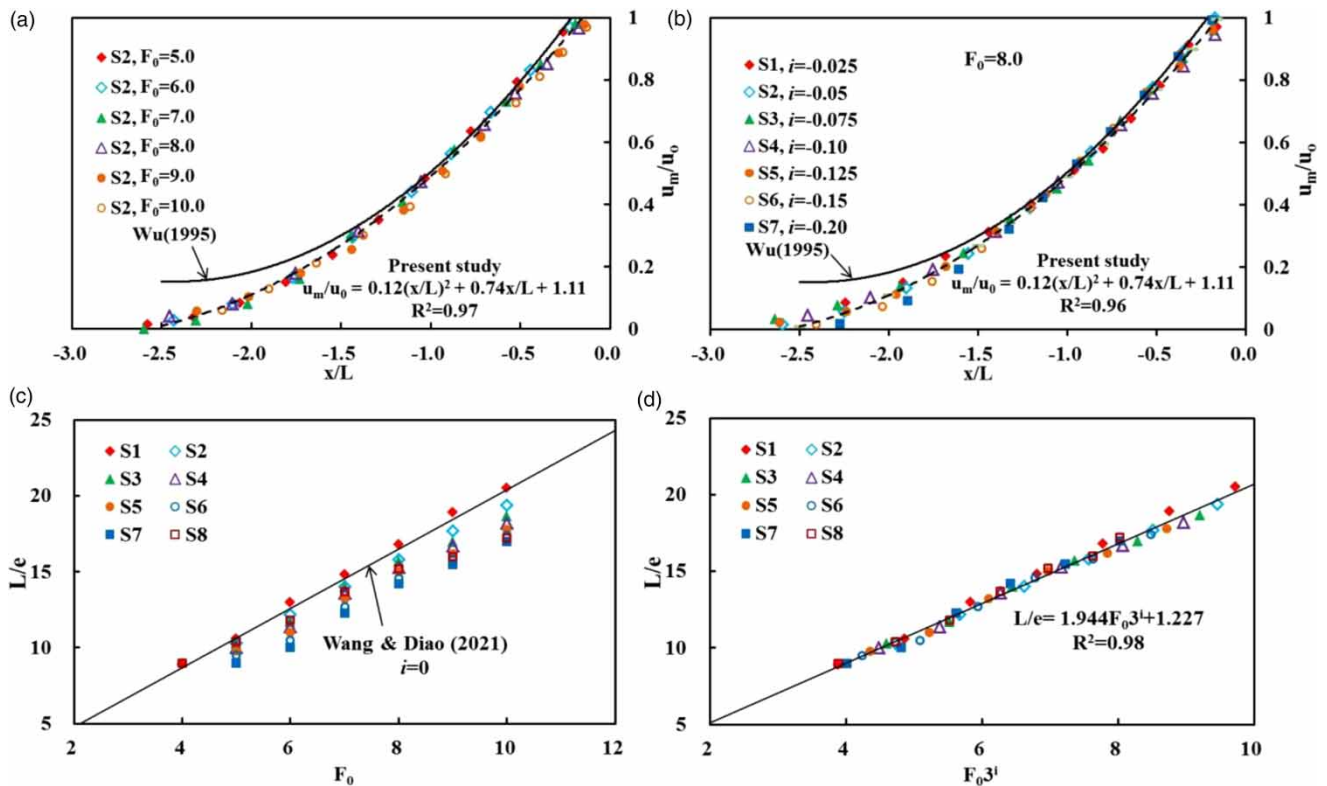 (a)
S2, F₀=5.0
S2, F₀=6.0
S2, F₀=7.0
S2, F₀=8.0
S2, F₀=9.0
S2, F₀=10.0
Wu(1995)
Present study
uₘ/u₀ = 0.12(x/L)² + 0.74x/L + 1.11
R²=0.97
1
0.8
0.6
0.4
0.2
0
uₘ/uₒ
-3.0 -2.5 -2.0 -1.5 -1.0 -0.5 0.0
x/L
(b)
F₀=8.0
S1, i=-0.025
S2, i=-0.05
S3, i=-0.075
S4, i=-0.10
S5, i=-0.125
S6, i=-0.15
S7, i=-0.20
Wu(1995)
Present study
uₘ/u₀ = 0.12(x/L)² + 0.74x/L + 1.11
R²=0.96
1
0.8
0.6
0.4
0.2
0
uₘ/uₒ
-3.0 -2.5 -2.0 -1.5 -1.0 -0.5 0.0
x/L
(c)
25
20
15
10
5
L/e
S1 S2
S3 S4
S5 S6
S7 S8
Wang & Diao (2021)
i=0
2 4 6 8 10 12
F₀
(d)
25
20
15
10
5
L/e
S1 S2
S3 S4
S5 S6
S7 S8
L/e= 1.944F₀3ⁱ+1.227
R²=0.98
2 4 6 8 10
F₀3ⁱ